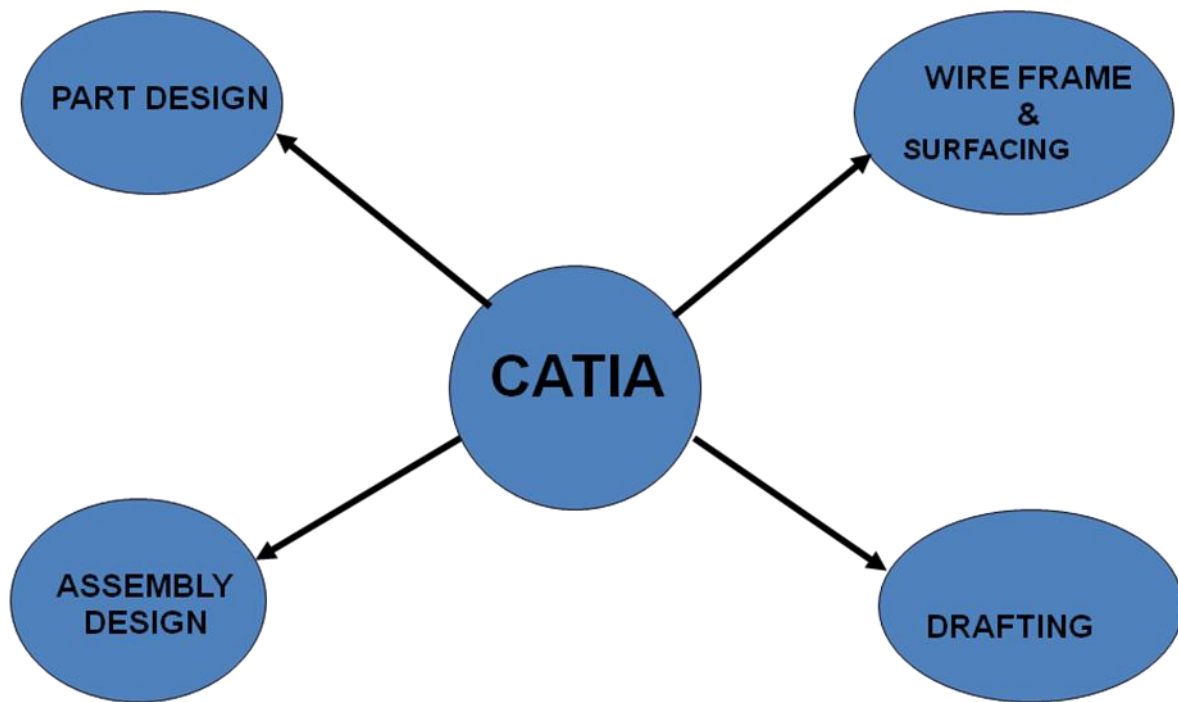 PART DESIGN
WIRE FRAME
&
SURFACING
CATIA
ASSEMBLY
DESIGN
DRAFTING